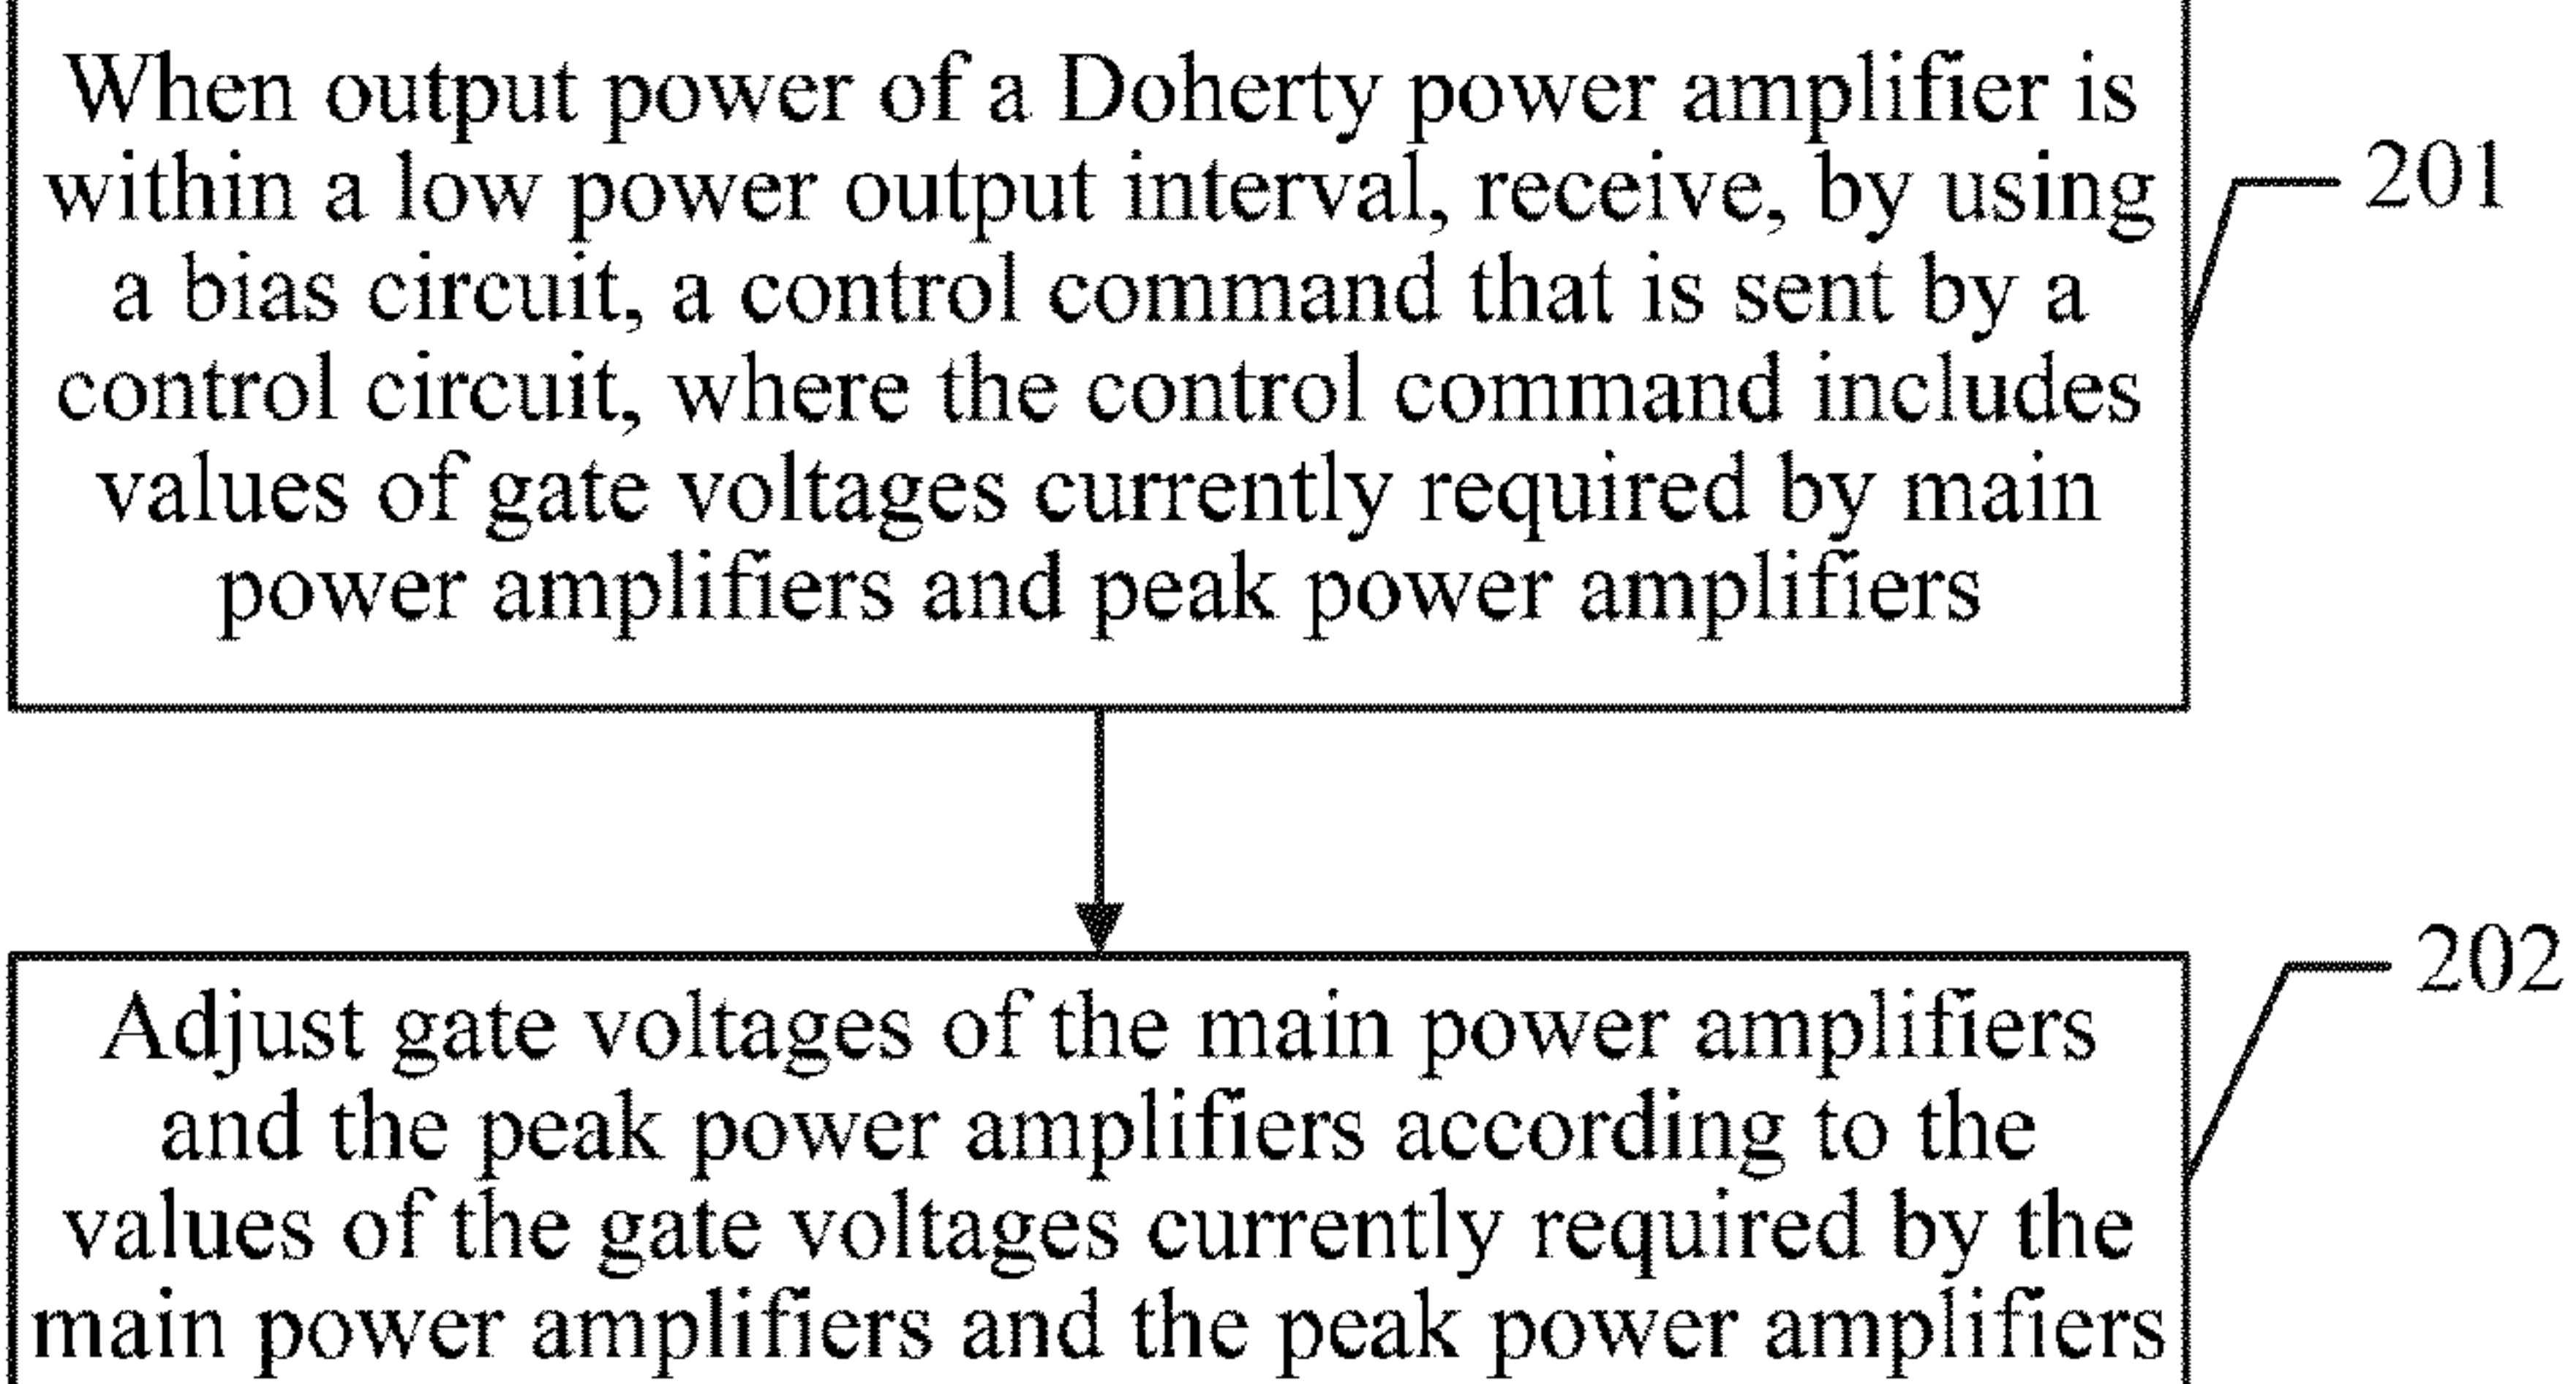 When output power of a Doherty power amplifier is
within a low power output interval, receive, by using
a bias circuit, a control command that is sent by a
control circuit, where the control command includes
values of gate voltages currently required by main
power amplifiers and peak power amplifiers
201
202
Adjust gate voltages of the main power amplifiers
and the peak power amplifiers according to the
values of the gate voltages currently required by the
main power amplifiers and the peak power amplifiers